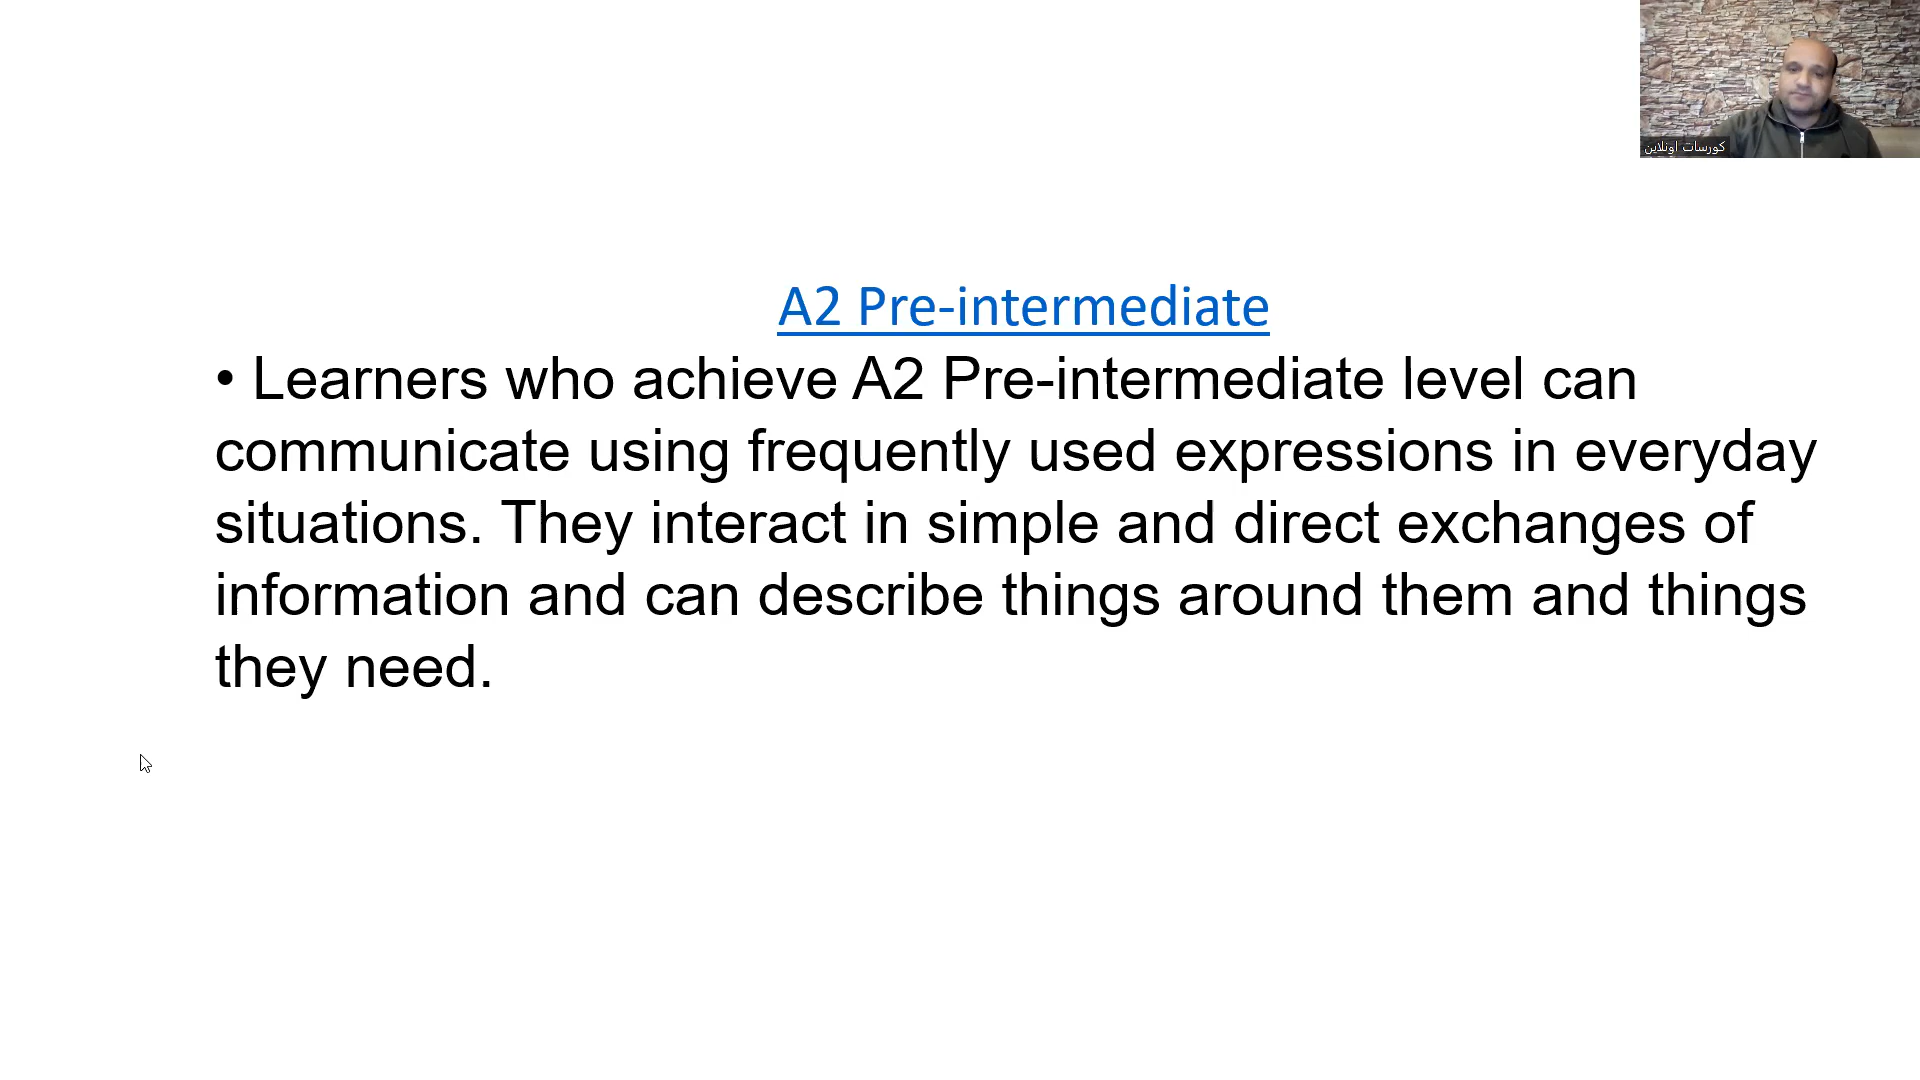 كورسات اونلاين
A2 Pre-intermediate
• Learners who achieve A2 Pre-intermediate level can
communicate using frequently used expressions in everyday
situations. They interact in simple and direct exchanges of
information and can describe things around them and things
they need.